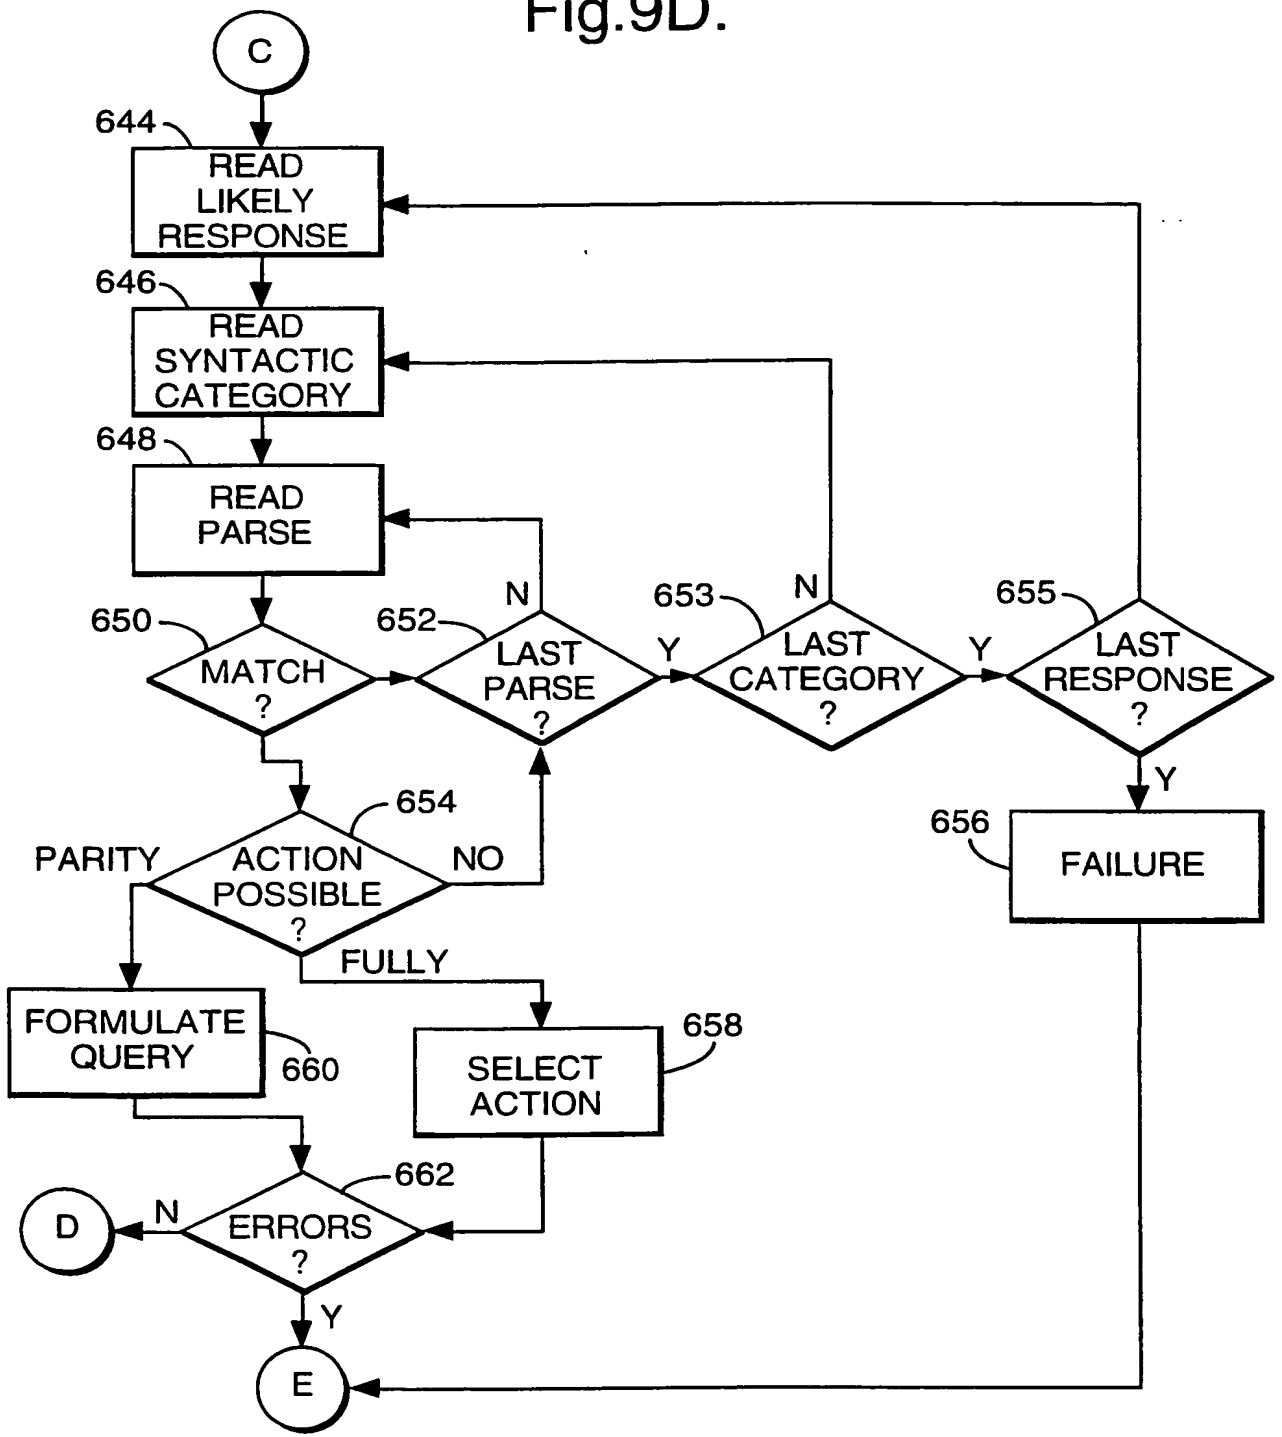 Fig.9D.
C
644
READ
LIKELY
RESPONSE
646
READ
SYNTACTIC
CATEGORY
648
READ
PARSE
650
MATCH
?
652
N
LAST
PARSE
?
Y
653
N
LAST
CATEGORY
?
Y
655
LAST
RESPONSE
?
Y
654
PARITY
ACTION
POSSIBLE
?
NO
FULLY
656
FAILURE
FORMULATE
QUERY
660
658
SELECT
ACTION
662
D
N
ERRORS
?
Y
E